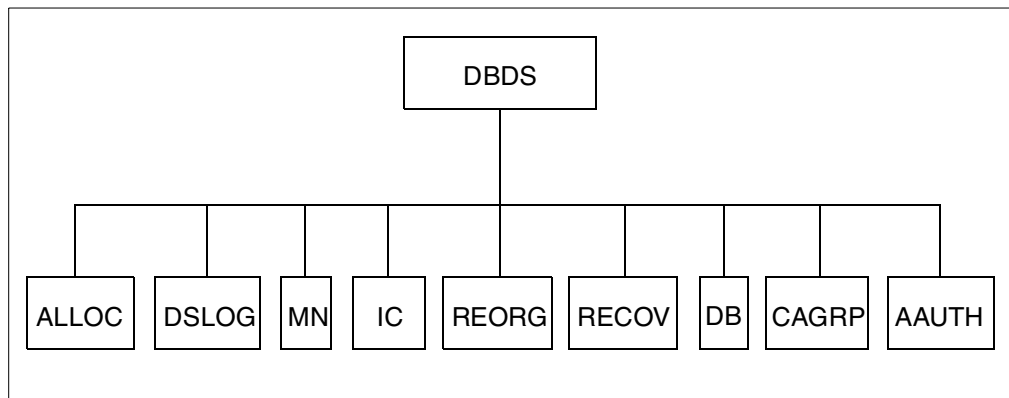 DBDS
ALLOC DSLOG MN IC REORG RECOV DB CAGRP AAUTH